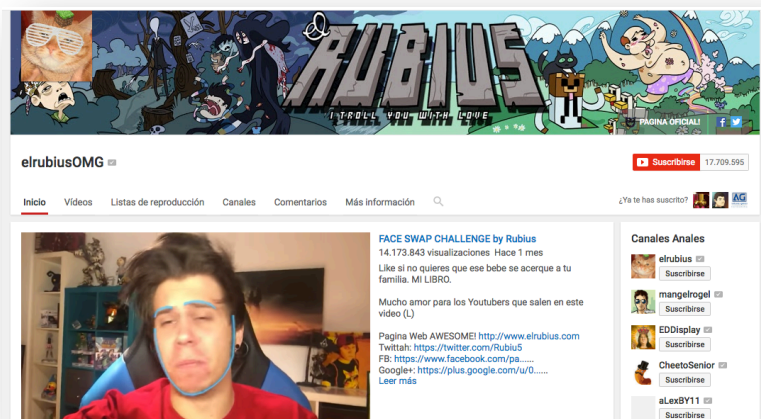 el
RUBIUS
I TROLL YOU WITH LOVE
PAGINA OFICIAL!
elrubiusOMG
Suscribirse 17.709.595
Inicio Vídeos Listas de reproducción Canales Comentarios Más información
¿Ya te has suscrito?
AG
FACE SWAP CHALLENGE by Rubius
14.173.843 visualizaciones Hace 1 mes
Like si no quieres que ese bebe se acerque a tu
familia. MI LIBRO.
Mucho amor para los Youtubers que salen en este
video (L)
Pagina Web AWESOME! http://www.elrubius.com
Twittah: https://twitter.com/Rubiu5
FB: https://www.facebook.com/pa......
Google+: https://plus.google.com/u/0......
Leer más
Canales Anales
elrubius
Suscribirse
mangelrogel
Suscribirse
EDDisplay
Suscribirse
CheetoSenior
Suscribirse
aLexBY11
Suscribirse